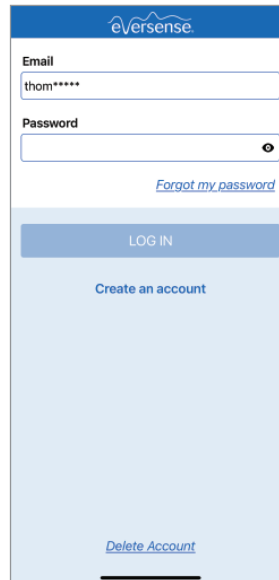 eversense.
Email
thom*****
Password
Forgot my password
LOG IN
Create an account
Delete Account